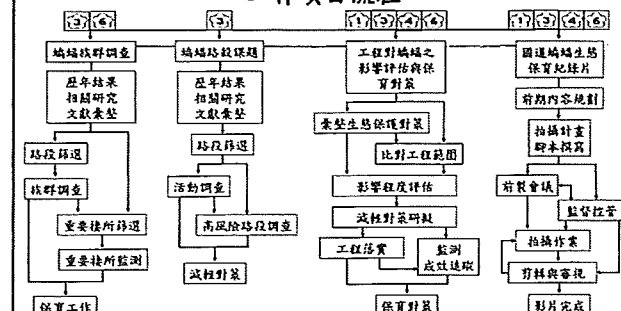 ③ ⑥
③
① ③ ④ ⑥
① ③ ④ ⑥
蝙蝠族群調查
歷年結果
相關研究
文獻彙整
路段篩選
族群調查
重要棲所篩選
重要棲所監測
保育工作
蝙蝠路殺課題
歷年結果
相關研究
文獻彙整
路段篩選
活動調查
高風險路段調查
減輕對策
工程對蝙蝠之
影響評估與保
育對策
彙整生態保護對策
比對工程範圍
影響程度評估
減輕對策研擬
工程落實
監測
成效追蹤
保育對策
國道蝙蝠生態
保育紀錄片
前期內容規劃
拍攝計畫
腳本撰寫
前製會議
監督控管
拍攝作業
剪輯與審視
影片完成